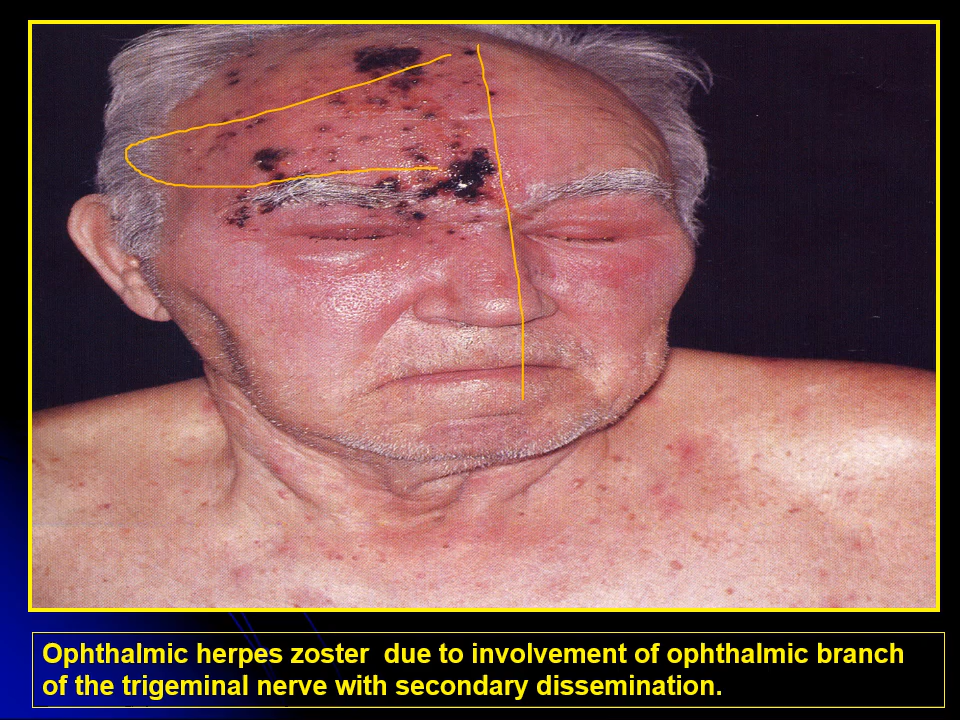 Ophthalmic herpes zoster due to involvement of ophthalmic branch
of the trigeminal nerve with secondary dissemination.